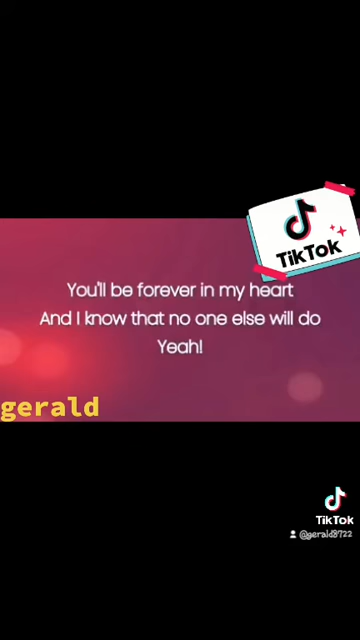 TikTok
You'll be forever in my heart
And I know that no one else will do
Yeah!
gerald
TikTok
@gerald8722